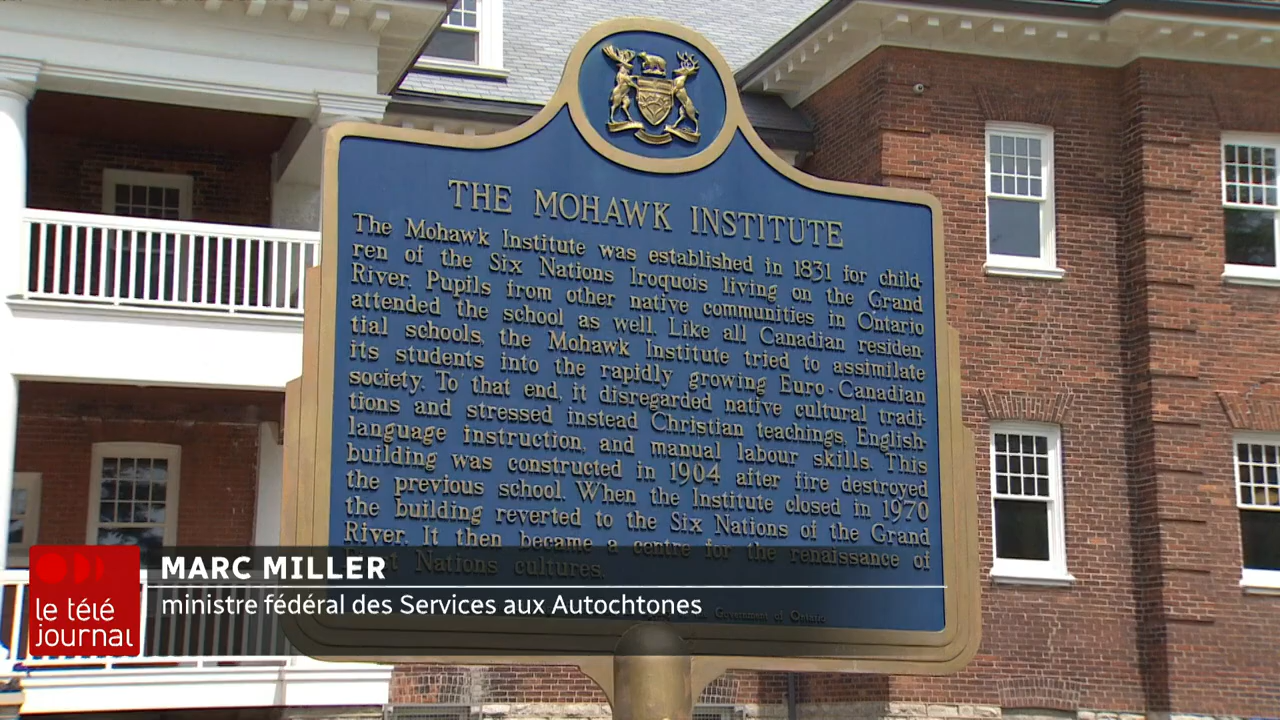 THE MOHAWK INSTITUTE
The Mohawk Institute was established in 1831 for child-
ren of the Six Nations Iroquois living on the Grand
River. Pupils from other native communities in Ontario
attended the school as well. Like all Canadian residen-
tial schools, the Mohawk Institute tried to assimilate
its students into the rapidly growing Euro-Canadian
society. To that end, it disregarded native cultural tradi-
tions and stressed instead Christian teachings, English-
language instruction, and manual labour skills. This
building was constructed in 1904 after fire destroyed
the previous school. When the Institute closed in 1970
the building reverted to the Six Nations of the Grand
River. It then became a centre for the renaissance of
Nations cultures.
Government of Ontario
MARC MILLER
ministre fédéral des Services aux Autochtones
le télé
journal